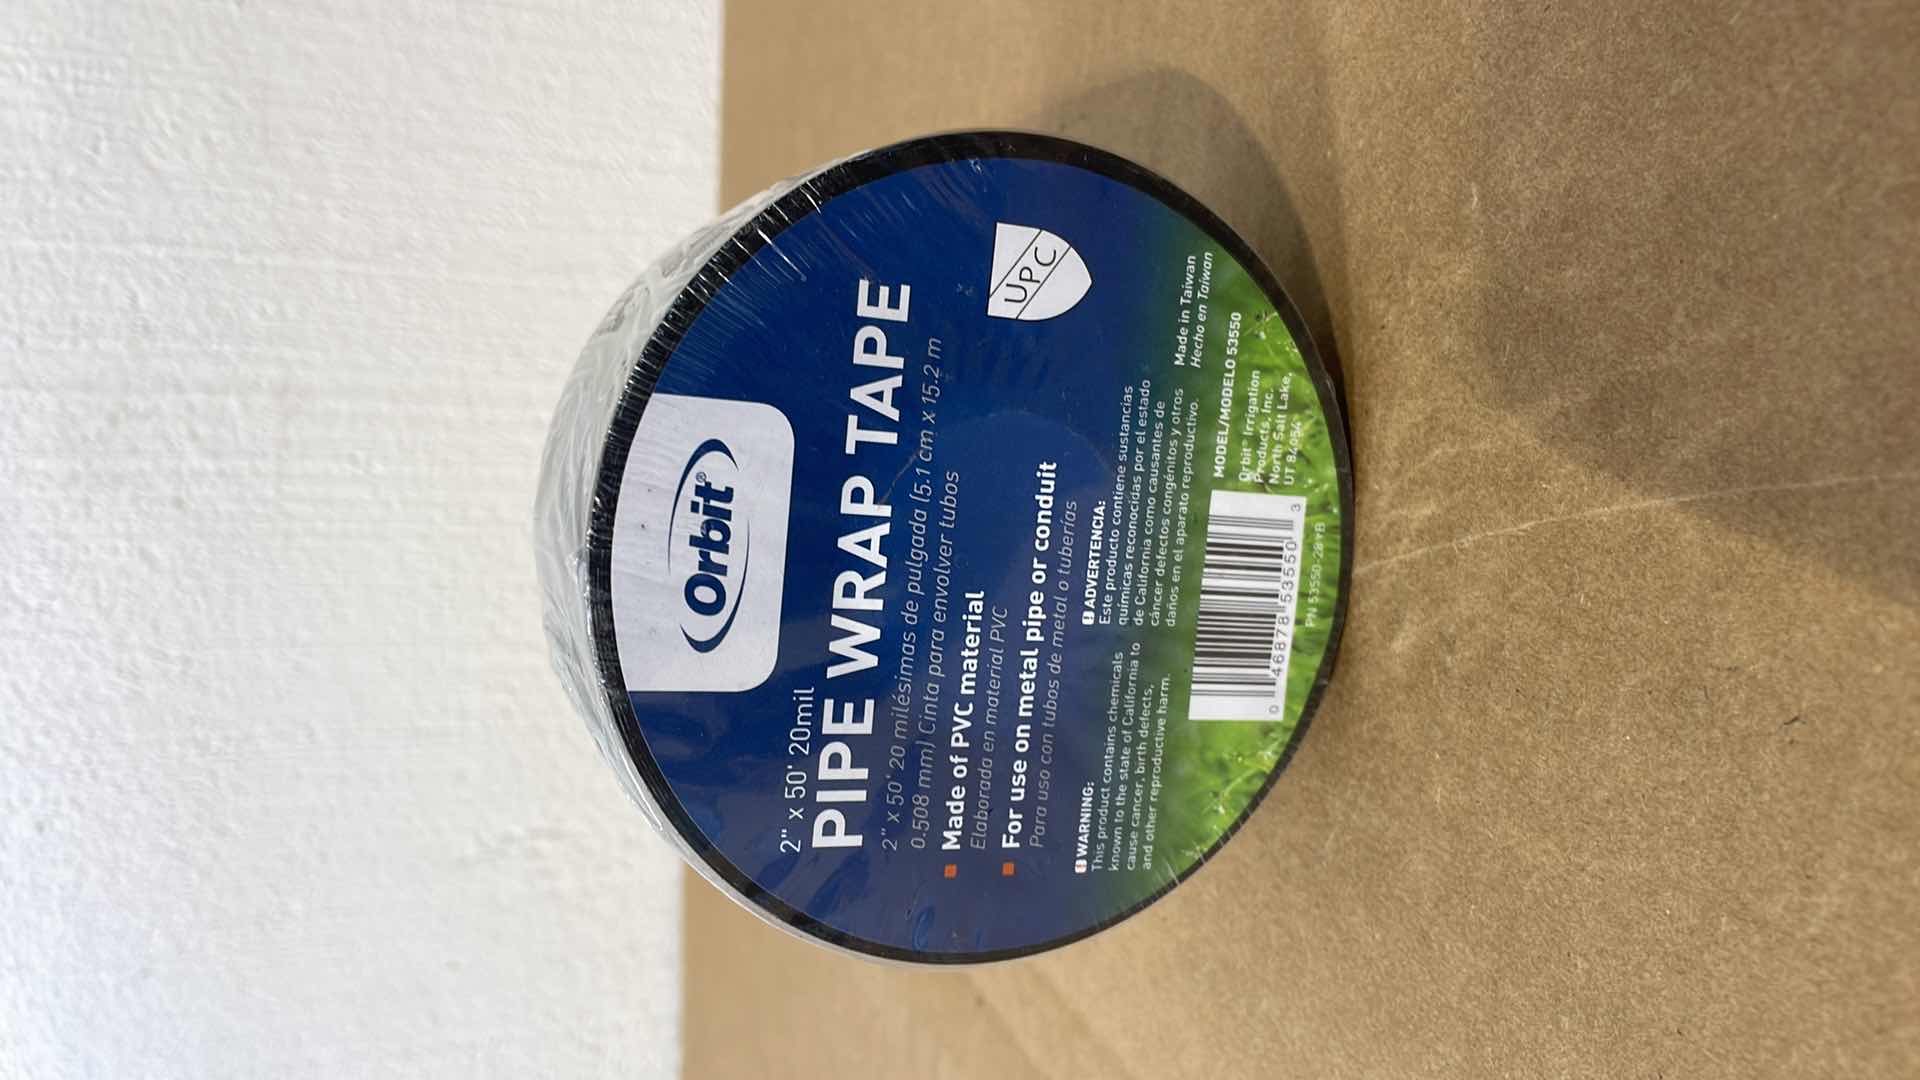 Orbit®
2" x 50' 20mil
PIPE WRAP TAPE
2" x 50' 20 milésimas de pulgada (5.1 cm x 15.2 m
0.508 mm) Cinta para envolver tubos
Made of PVC material
Elaborada en material PVC
For use on metal pipe or conduit
Para uso con tubos de metal o tuberías
UPC
WARNING:
This product contains chemicals
known to the state of California to
cause cancer, birth defects,
and other reproductive harm.
ADVERTENCIA:
Este producto contiene sustancias
químicas reconocidas por el estado
de California como causantes de
cáncer defectos congénitos y otros
daños en el aparato reproductivo.
Made in Taiwan
Hecho en Taiwan
MODEL/MODELO 53550
Orbit® Irrigation
Products, Inc.
North Salt Lake,
UT 84054
0 46878 53550 3
PN 53550-28